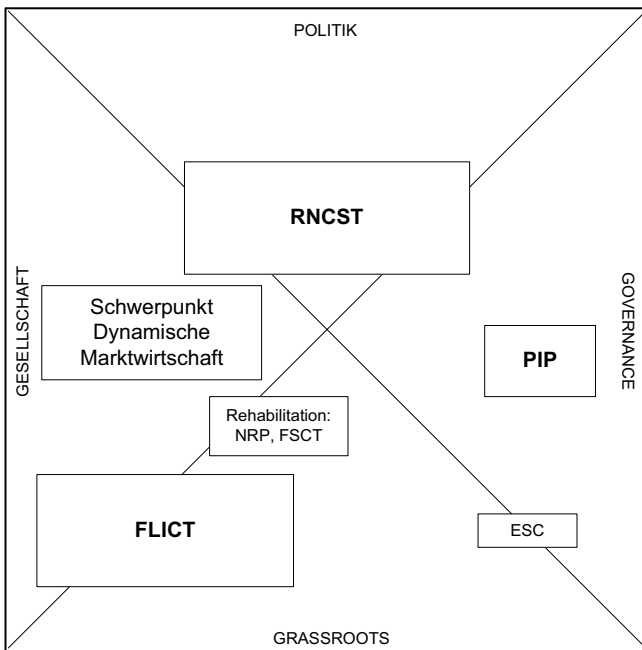 POLITIK
RNCST
GESELLSCHAFT
GOVERNANCE
Schwerpunkt
Dynamische
Marktwirtschaft
PIP
Rehabilitation:
NRP, FSCT
FLICT
ESC
GRASSROOTS